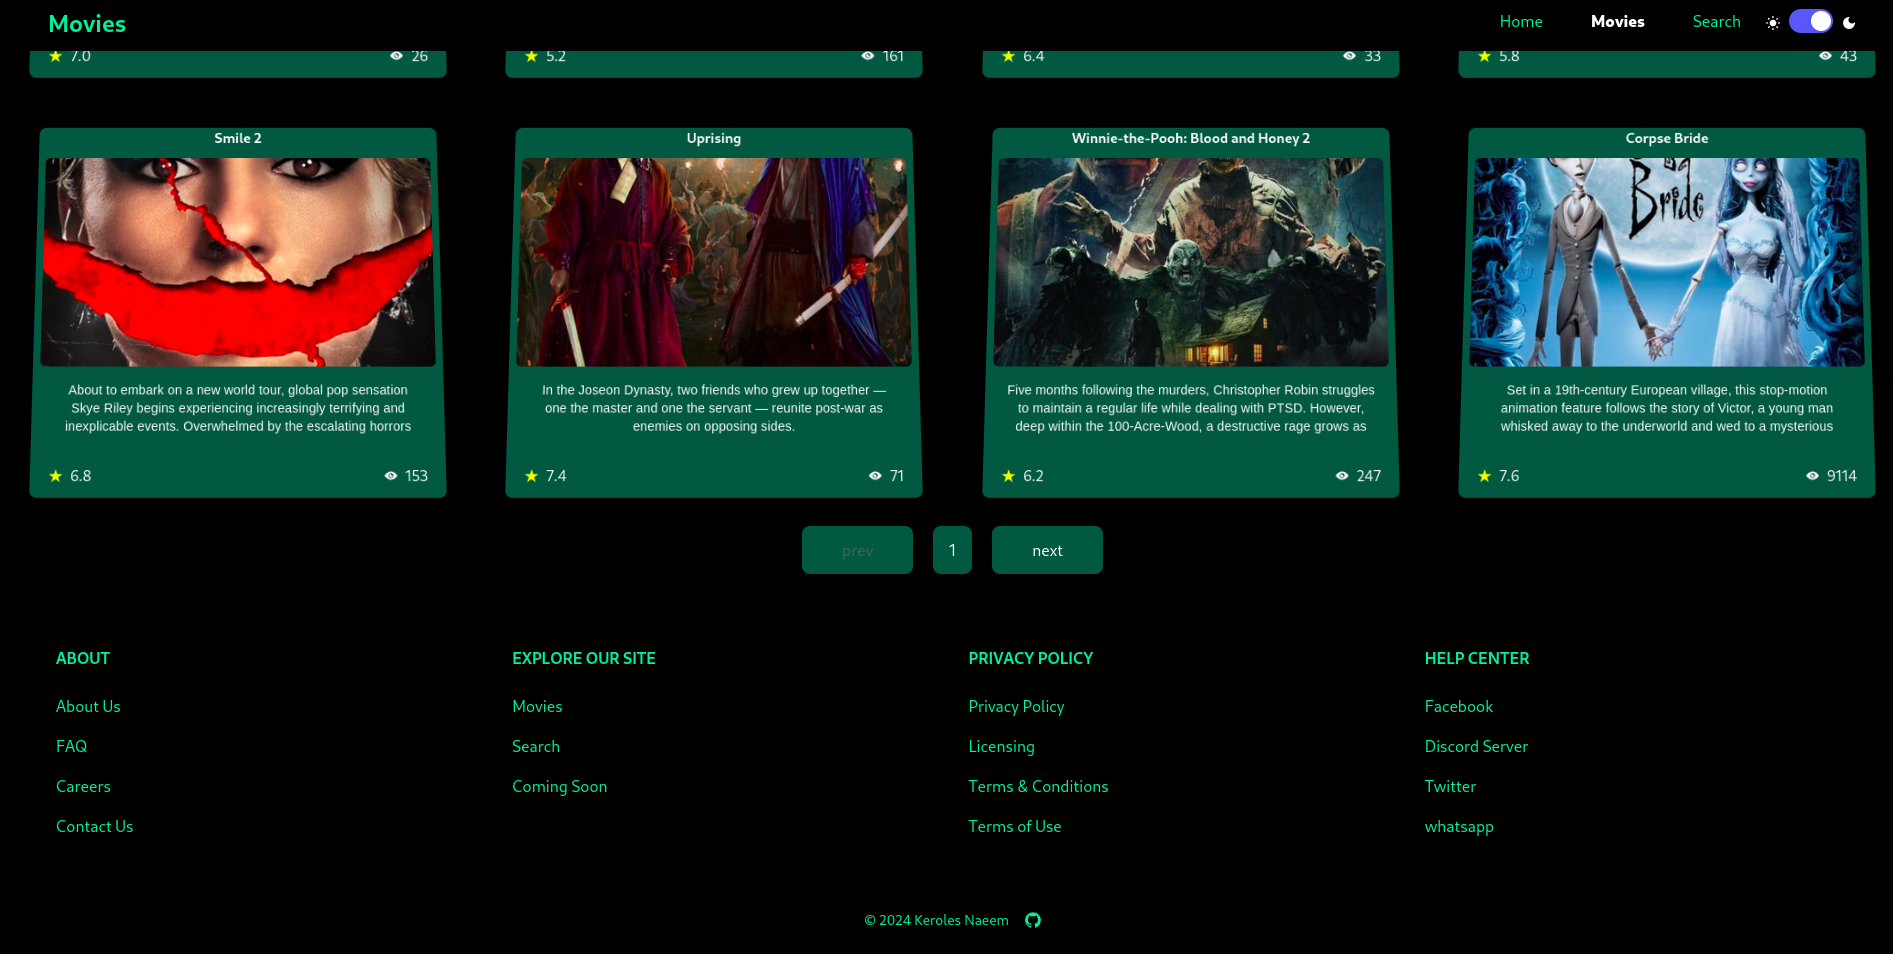 Movies
Home
Movies
Search
7.0
26
5.2
161
6.4
33
5.8
43
Smile 2
Uprising
Winnie-the-Pooh: Blood and Honey 2
Corpse Bride
Bride
About to embark on a new world tour, global pop sensation
Skye Riley begins experiencing increasingly terrifying and
inexplicable events. Overwhelmed by the escalating horrors
In the Joseon Dynasty, two friends who grew up together —
one the master and one the servant — reunite post-war as
enemies on opposing sides.
Five months following the murders, Christopher Robin struggles
to maintain a regular life while dealing with PTSD. However,
deep within the 100-Acre-Wood, a destructive rage grows as
Set in a 19th-century European village, this stop-motion
animation feature follows the story of Victor, a young man
whisked away to the underworld and wed to a mysterious
6.8
153
7.4
71
6.2
247
7.6
9114
prev
1
next
ABOUT
About Us
FAQ
Careers
Contact Us
EXPLORE OUR SITE
Movies
Search
Coming Soon
PRIVACY POLICY
Privacy Policy
Licensing
Terms & Conditions
Terms of Use
HELP CENTER
Facebook
Discord Server
Twitter
whatsapp
© 2024 Keroles Naeem